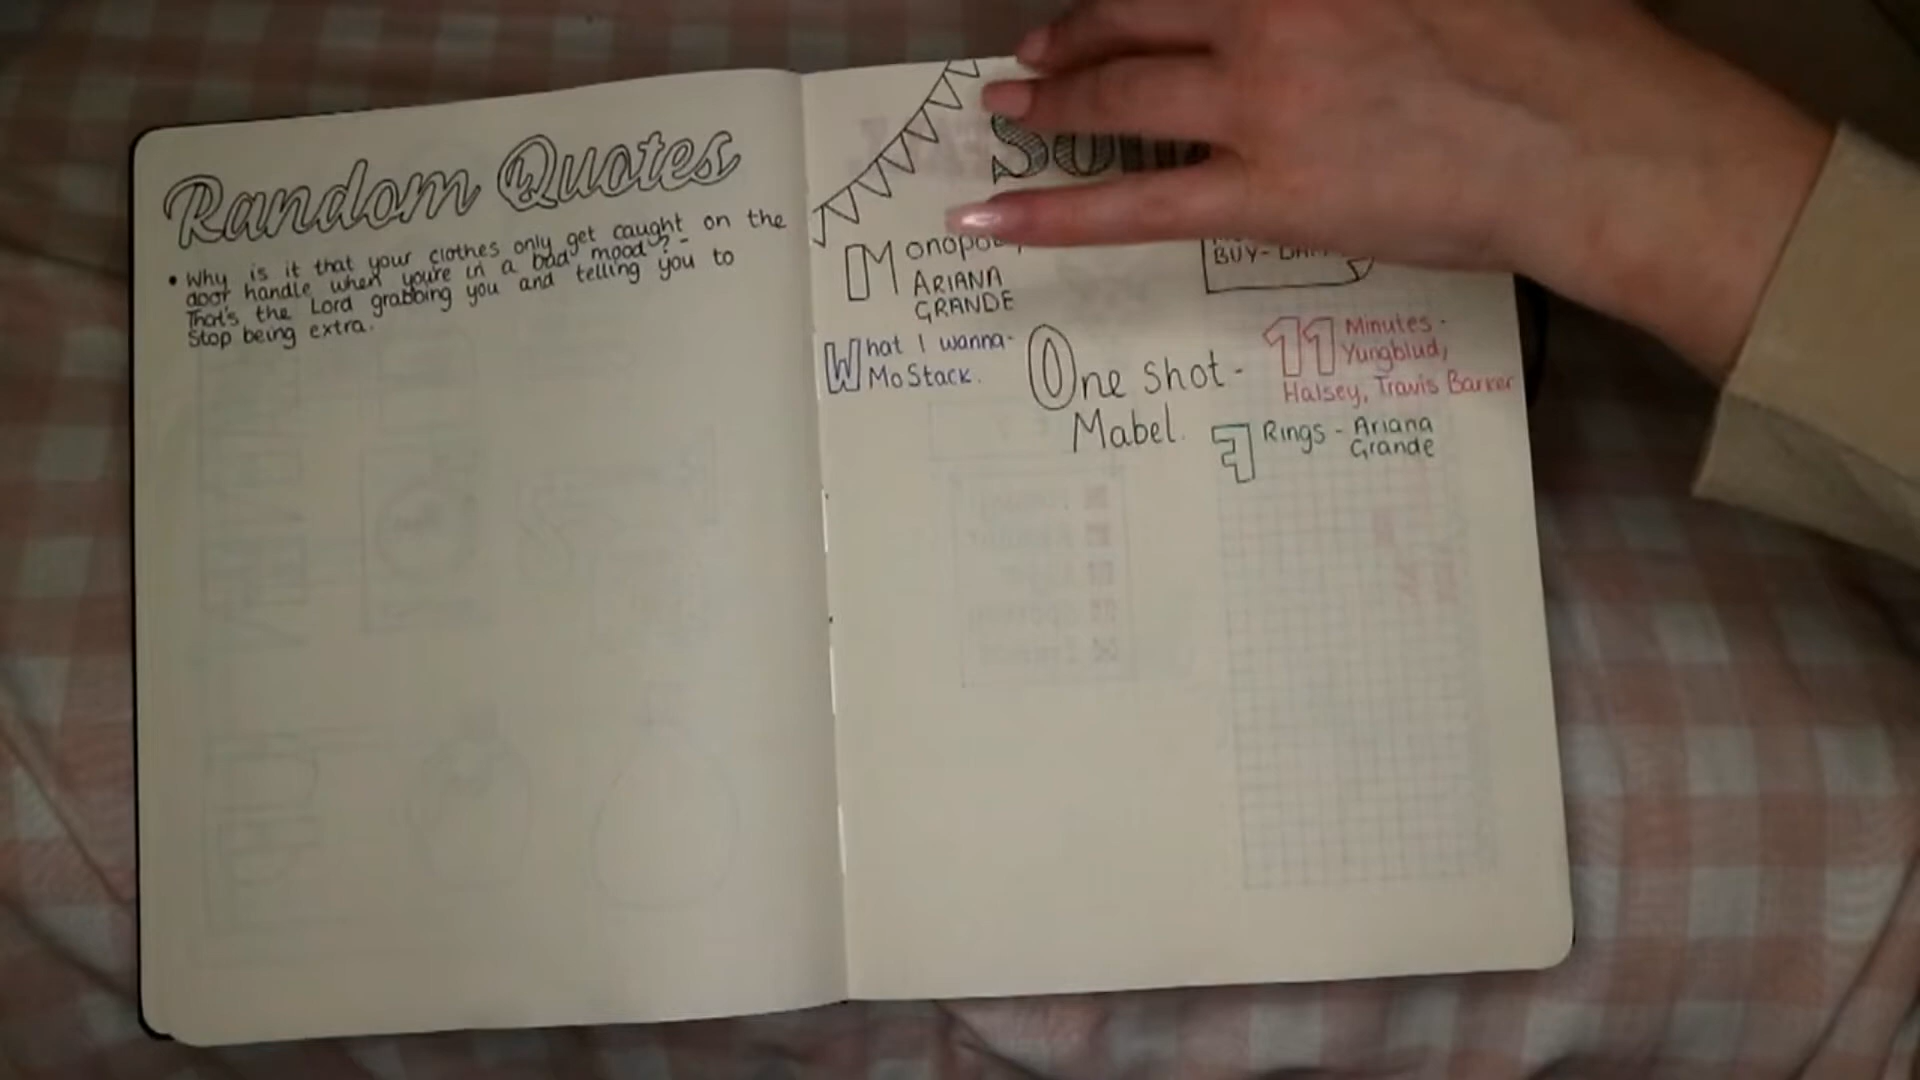 Random Quotes
• Why is it that your clothes only get caught on the
door handle when you're in a bad mood? -
That's the Lord grabbing you and telling you to
Stop being extra.
ARIANA
GRANDE
BUY-
What I wanna-
MoStack.
One shot -
Mabel.
11 Minutes -
Yungblud,
Halsey, Travis Barker
7 Rings - Ariana
Grande